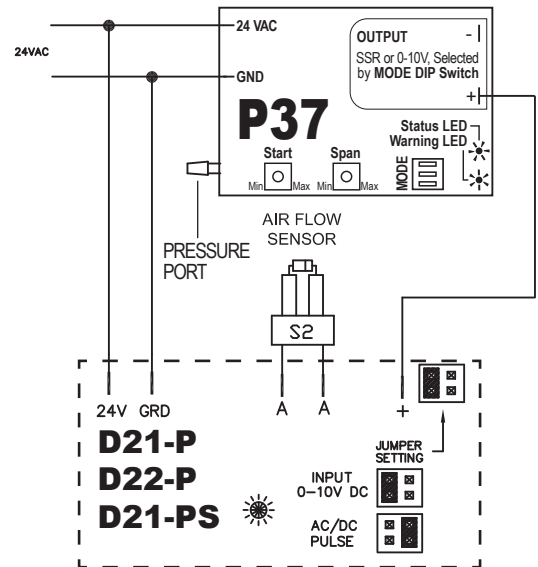 24VAC
24 VAC
GND
OUTPUT -
SSR or 0-10V, Selected
by MODE DIP Switch
+
P37
Status LED
Warning LED
Start
Min Max
Span
Min Max
MODE
PRESSURE
PORT
AIR FLOW
SENSOR
S2
24V GRD A A +
D21-P
D22-P
D21-PS
JUMPER
SETTING
INPUT
0-10V DC
AC/DC
PULSE